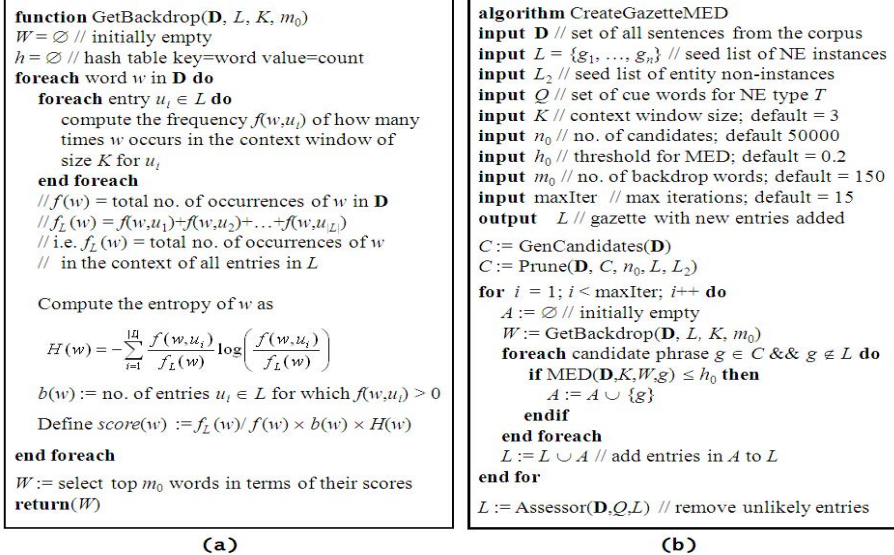 function GetBackdrop(D, L, K, m₀)
W = ∅ // initially empty
h = ∅ // hash table key=word value=count
foreach word w in D do
foreach entry uᵢ ∈ L do
compute the frequency f(w,uᵢ) of how many
times w occurs in the context window of
size K for uᵢ
end foreach
// f(w) = total no. of occurrences of w in D
// f_L(w) = f(w,u₁)+f(w,u₂)+…+f(w,u_|L|)
// i.e. f_L(w) = total no. of occurrences of w
// in the context of all entries in L
Compute the entropy of w as
H(w) = −∑_{i=1}^{|L|} f(w,uᵢ)/f_L(w) log(f(w,uᵢ)/f_L(w))
b(w) := no. of entries uᵢ ∈ L for which f(w,uᵢ) > 0
Define score(w) := f_L(w)/ f(w) × b(w) × H(w)
end foreach
W := select top m₀ words in terms of their scores
return(W)
(a)
algorithm CreateGazetteMED
input D // set of all sentences from the corpus
input L = {g₁, …, gₙ} // seed list of NE instances
input L₂ // seed list of entity non-instances
input Q // set of cue words for NE type T
input K // context window size; default = 3
input n₀ // no. of candidates; default 50000
input h₀ // threshold for MED; default = 0.2
input m₀ // no. of backdrop words; default = 150
input maxIter // max iterations; default = 15
output L // gazette with new entries added
C := GenCandidates(D)
C := Prune(D, C, n₀, L, L₂)
for i = 1; i < maxIter; i++ do
A := ∅ // initially empty
W := GetBackdrop(D, L, K, m₀)
foreach candidate phrase g ∈ C && g ∉ L do
if MED(D,K,W,g) ≤ h₀ then
A := A ∪ {g}
endif
end foreach
L := L ∪ A // add entries in A to L
end for
L := Assessor(D,Q,L) // remove unlikely entries
(b)